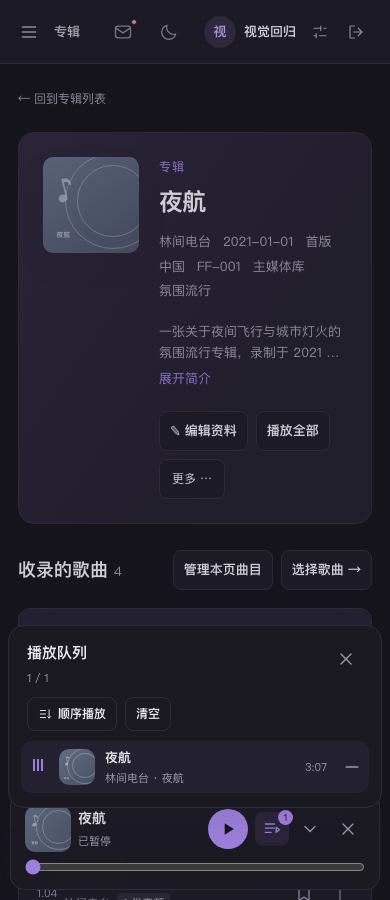 专辑
视
视觉回归
← 回到专辑列表
夜航
专辑
夜航
林间电台 2021-01-01 首版
中国 FF-001 主媒体库
氛围流行
一张关于夜间飞行与城市灯火的
氛围流行专辑，录制于 2021 ...
展开简介
✎ 编辑资料 播放全部
更多 ···
收录的歌曲 4
管理本页曲目 选择歌曲 →
播放队列
1 / 1
顺序播放 清空
夜航
林间电台 · 夜航
3:07
夜航
已暂停
1
1:04